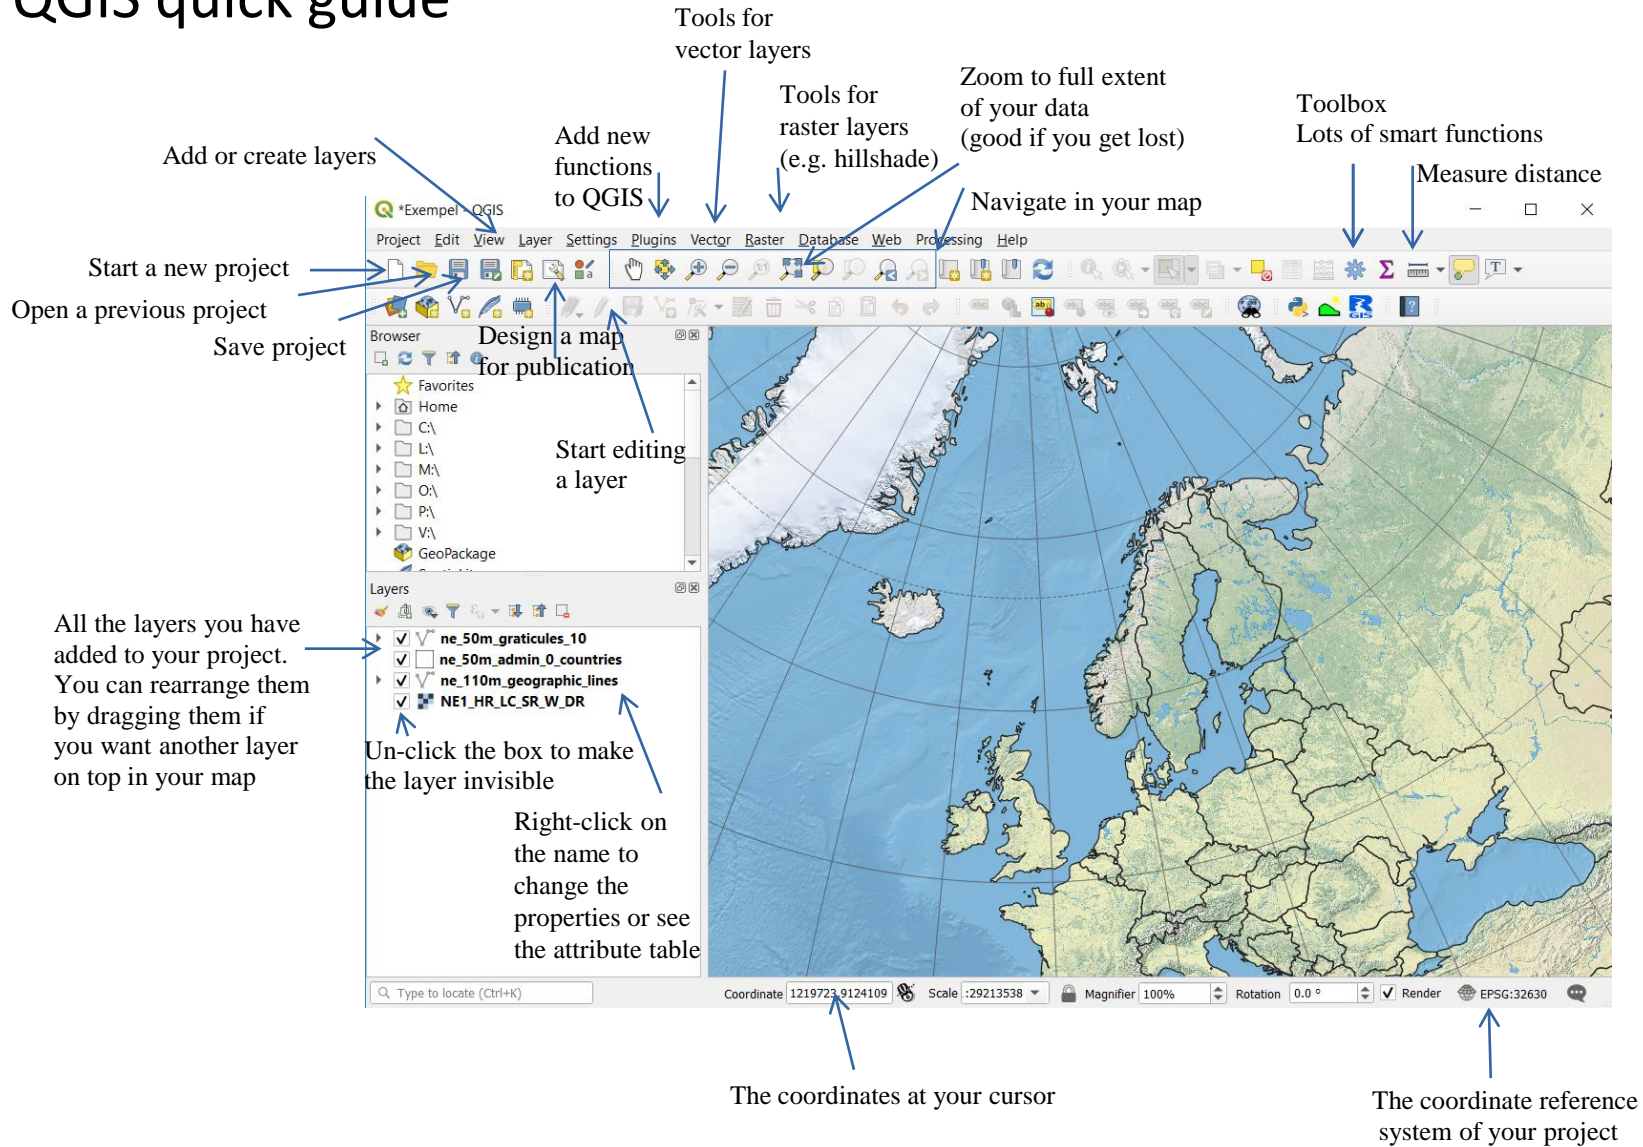 QGIS quick guide
Tools for
vector layers
Zoom to full extent
of your data
(good if you get lost)
Tools for
raster layers
(e.g. hillshade)
Toolbox
Lots of smart functions
Add new
functions
to QGIS
Add or create layers
Measure distance
Navigate in your map
*Exempel - QGIS
Project Edit View Layer Settings Plugins Vector Raster Database Web Processing Help
Start a new project
Open a previous project
Save project
Design a map
for publication
Start editing
a layer
Browser
Favorites
Home
C:\
L:\
M:\
O:\
P:\
V:\
GeoPackage
Layers
ne_50m_graticules_10
ne_50m_admin_0_countries
ne_110m_geographic_lines
NE1_HR_LC_SR_W_DR
All the layers you have
added to your project.
You can rearrange them
by dragging them if
you want another layer
on top in your map
Un-click the box to make
the layer invisible
Right-click on
the name to
change the
properties or see
the attribute table
Type to locate (Ctrl+K)
Coordinate 1219723,9124109 Scale .:29213538 Magnifier 100% Rotation 0.0 ° Render EPSG:32630
The coordinates at your cursor
The coordinate reference
system of your project